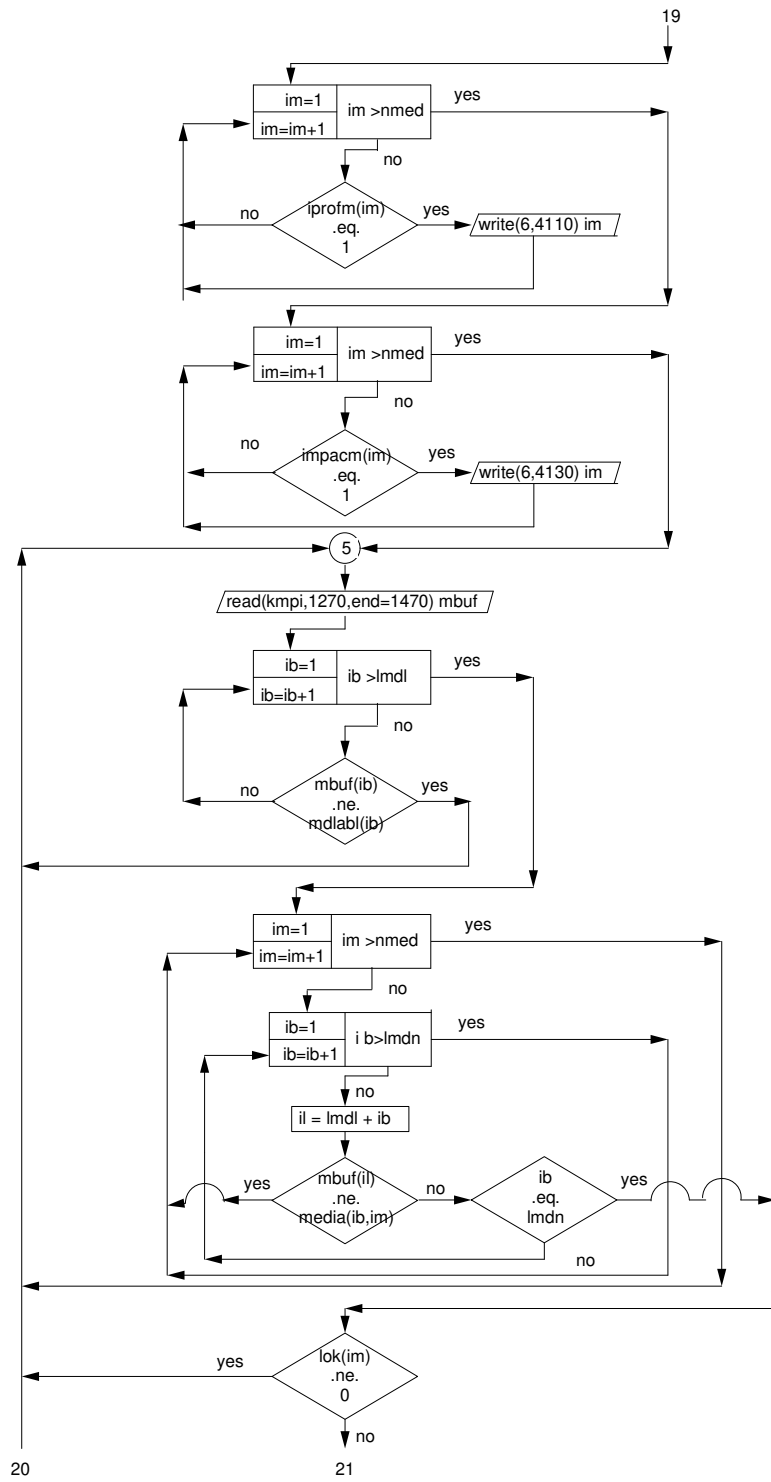 19
im=1
im >nmed
yes
im=im+1
no
iprofm(im)
.eq.
1
no
yes
write(6,4110) im
im=1
im >nmed
yes
im=im+1
no
impacm(im)
.eq.
1
no
yes
write(6,4130) im
5
read(kmpi,1270,end=1470) mbuf
ib=1
ib >lmdl
yes
ib=ib+1
no
mbuf(ib)
.ne.
mdlabl(ib)
no
yes
im=1
im >nmed
yes
im=im+1
no
ib=1
i b>lmdn
yes
ib=ib+1
no
il = lmdl + ib
mbuf(il)
.ne.
media(ib,im)
yes
no
ib
.eq.
lmdn
yes
no
lok(im)
.ne.
0
yes
no
20
21